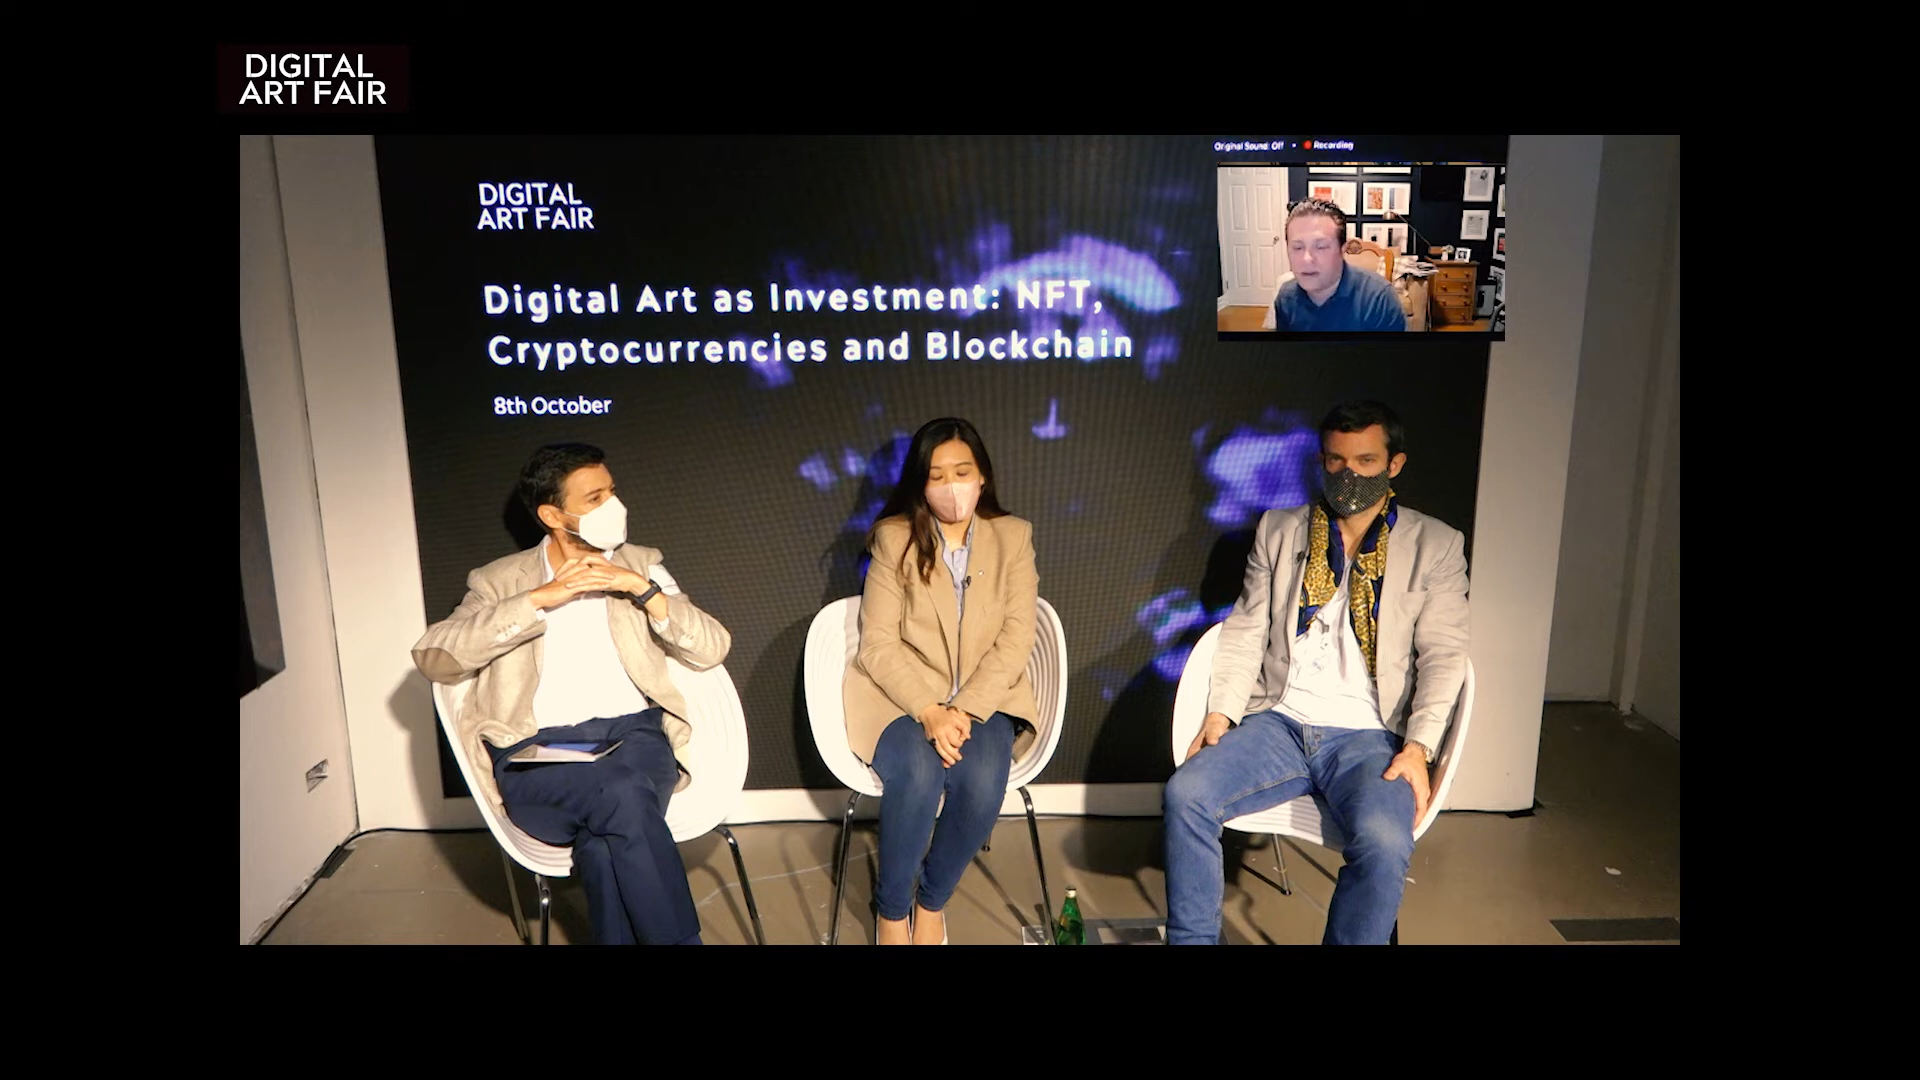 DIGITAL
ART FAIR
Original Sound: Off • Recording
DIGITAL
ART FAIR
Digital Art as Investment: NFT,
Cryptocurrencies and Blockchain
8th October